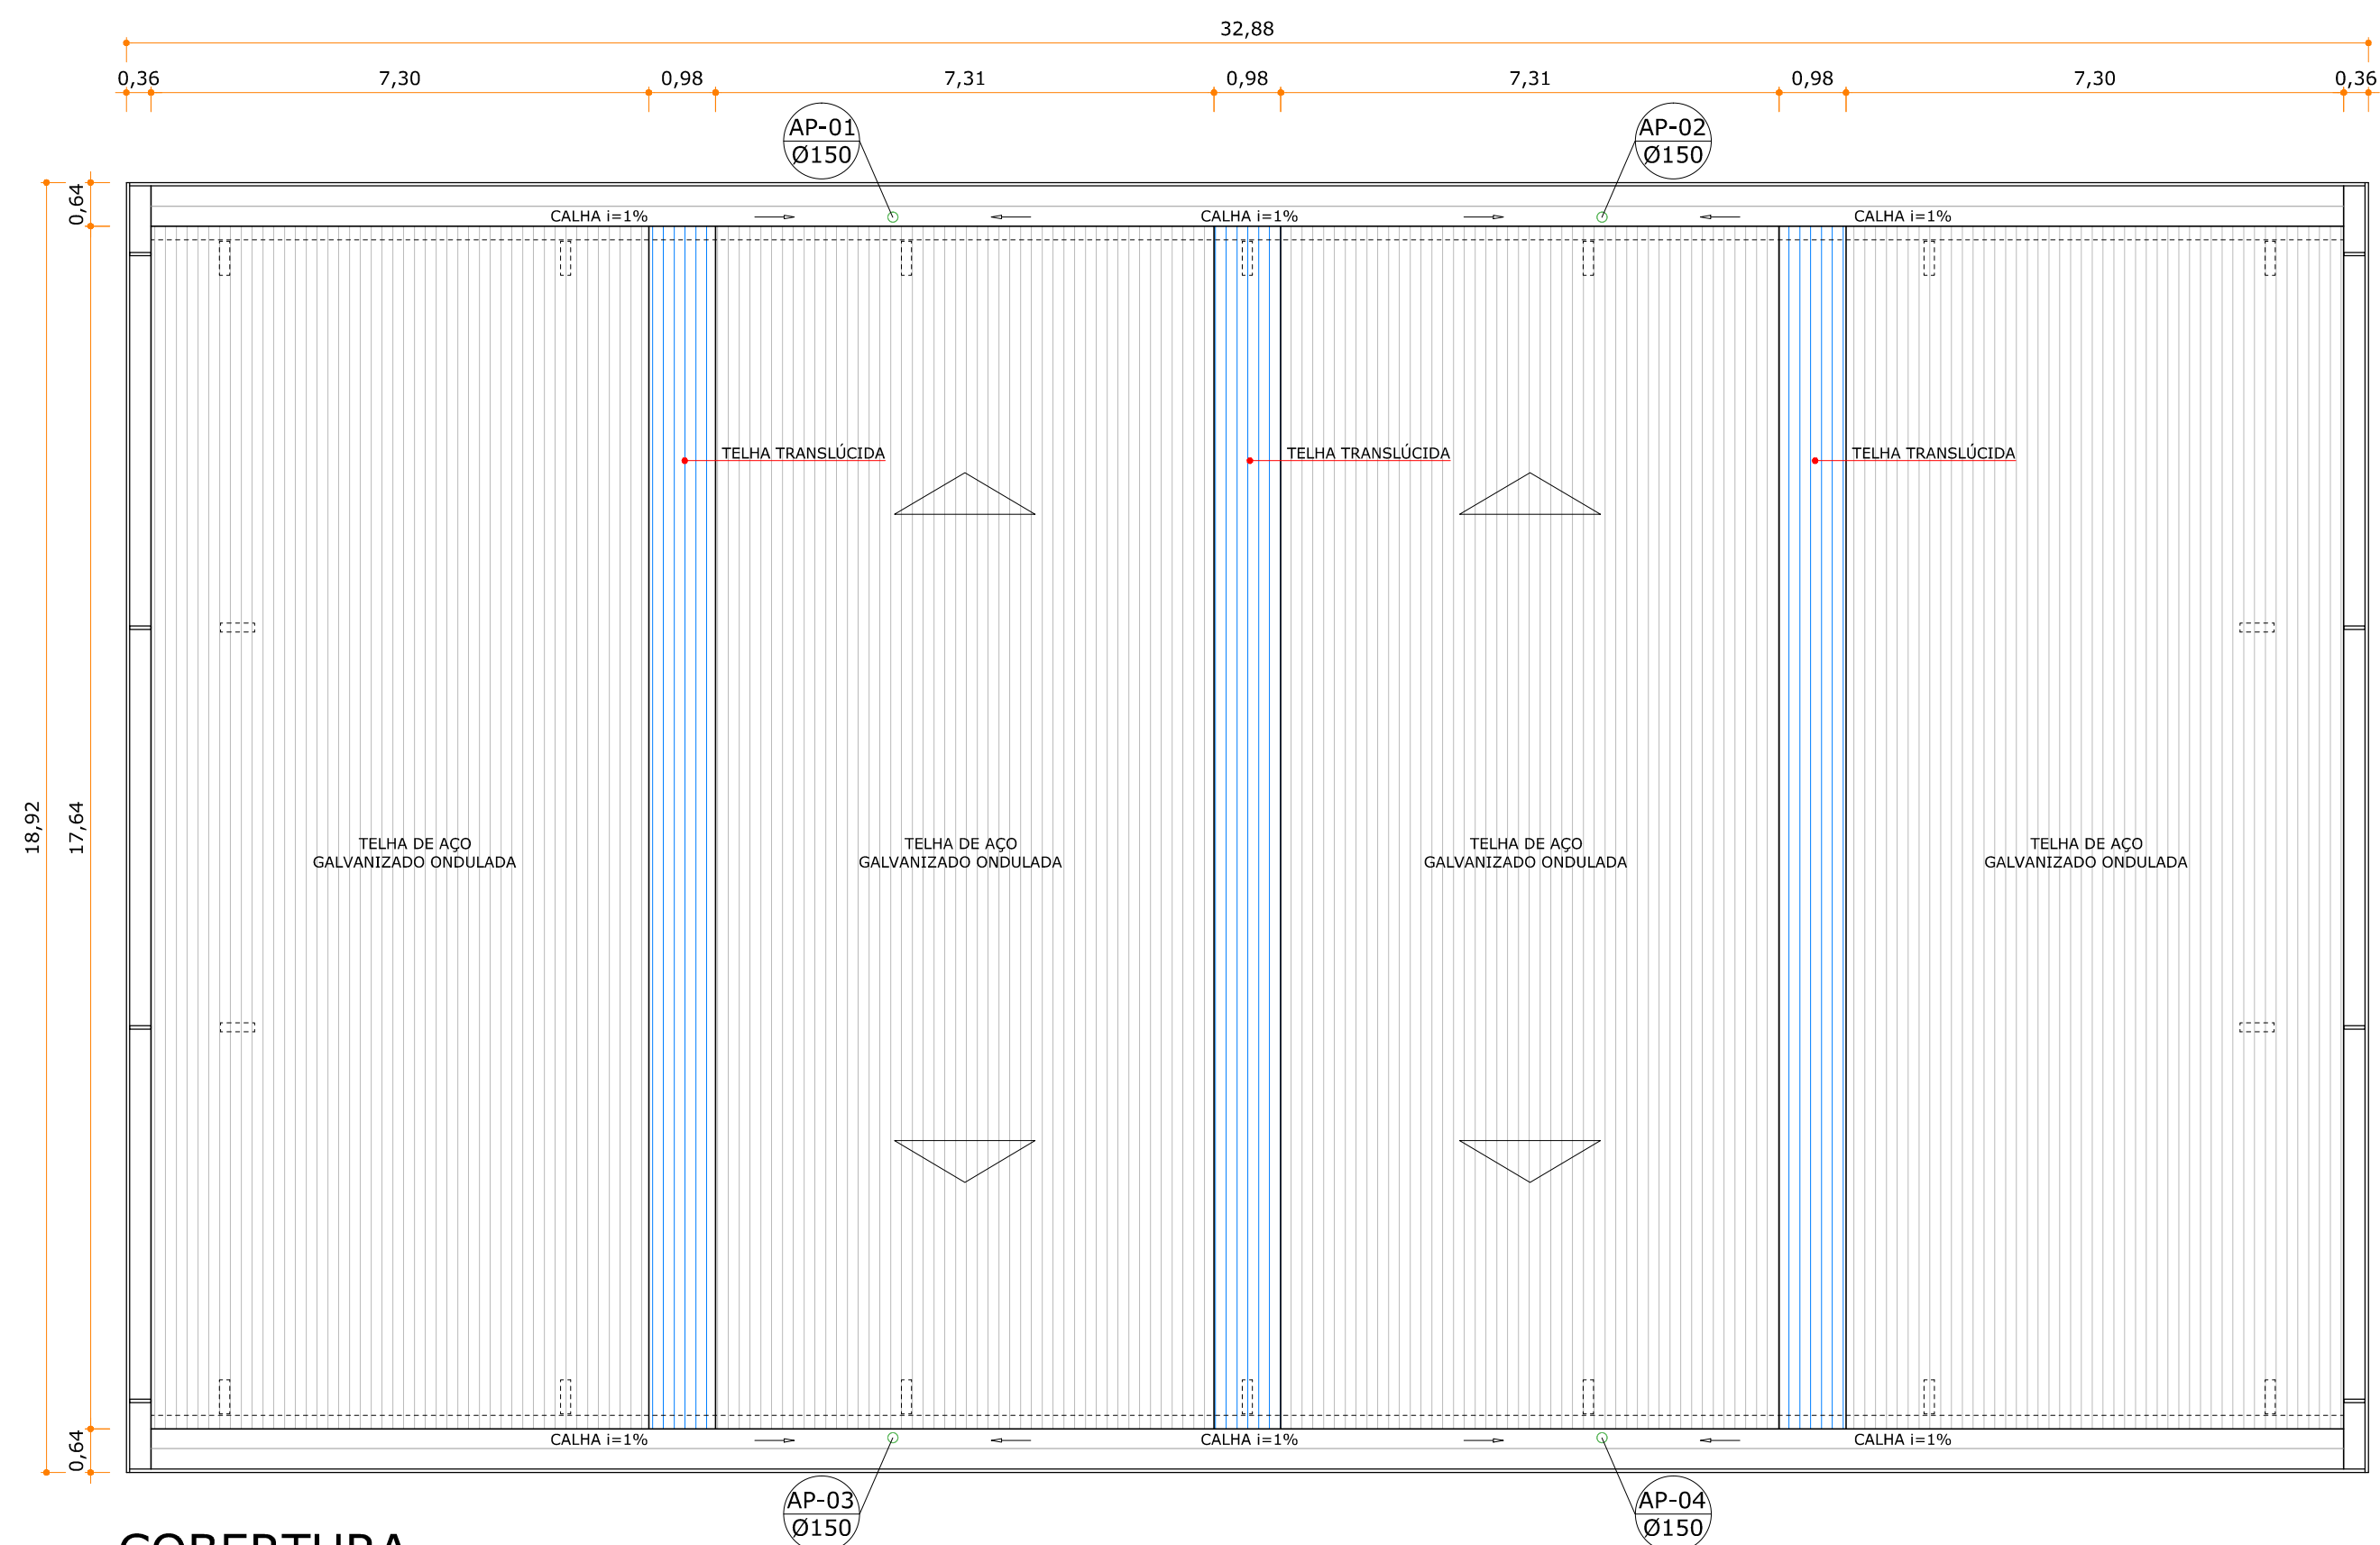 32,88
0,36
7,30
0,98
7,31
0,98
7,31
0,98
7,30
0,36
AP-01
Ø150
AP-02
Ø150
0,64
CALHA i=1%
CALHA i=1%
CALHA i=1%
TELHA TRANSLÚCIDA
TELHA TRANSLÚCIDA
TELHA TRANSLÚCIDA
18,92
17,64
TELHA DE AÇO
GALVANIZADO ONDULADA
TELHA DE AÇO
GALVANIZADO ONDULADA
TELHA DE AÇO
GALVANIZADO ONDULADA
TELHA DE AÇO
GALVANIZADO ONDULADA
0,64
CALHA i=1%
CALHA i=1%
CALHA i=1%
AP-03
Ø150
AP-04
Ø150
COBERTURA